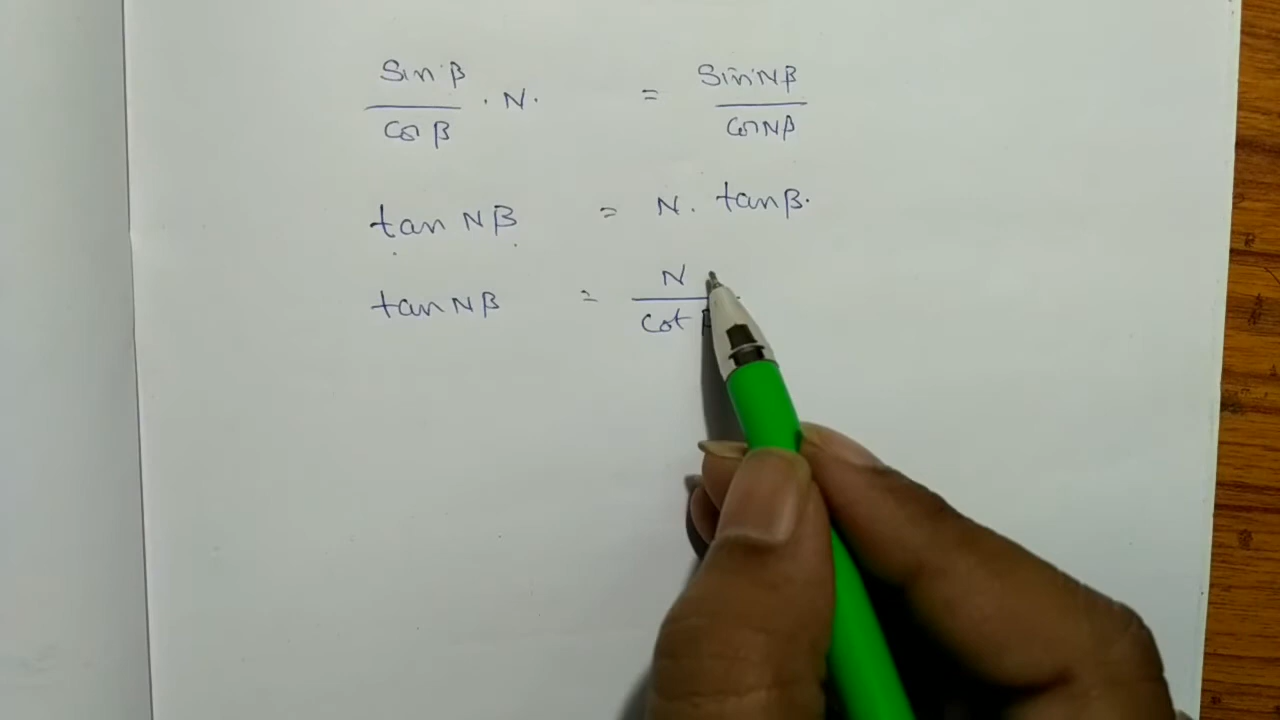 Sin β / Cos β . N. = Sin Nβ / Cos Nβ
tan Nβ = N. tan β.
tan Nβ = N / Cot β